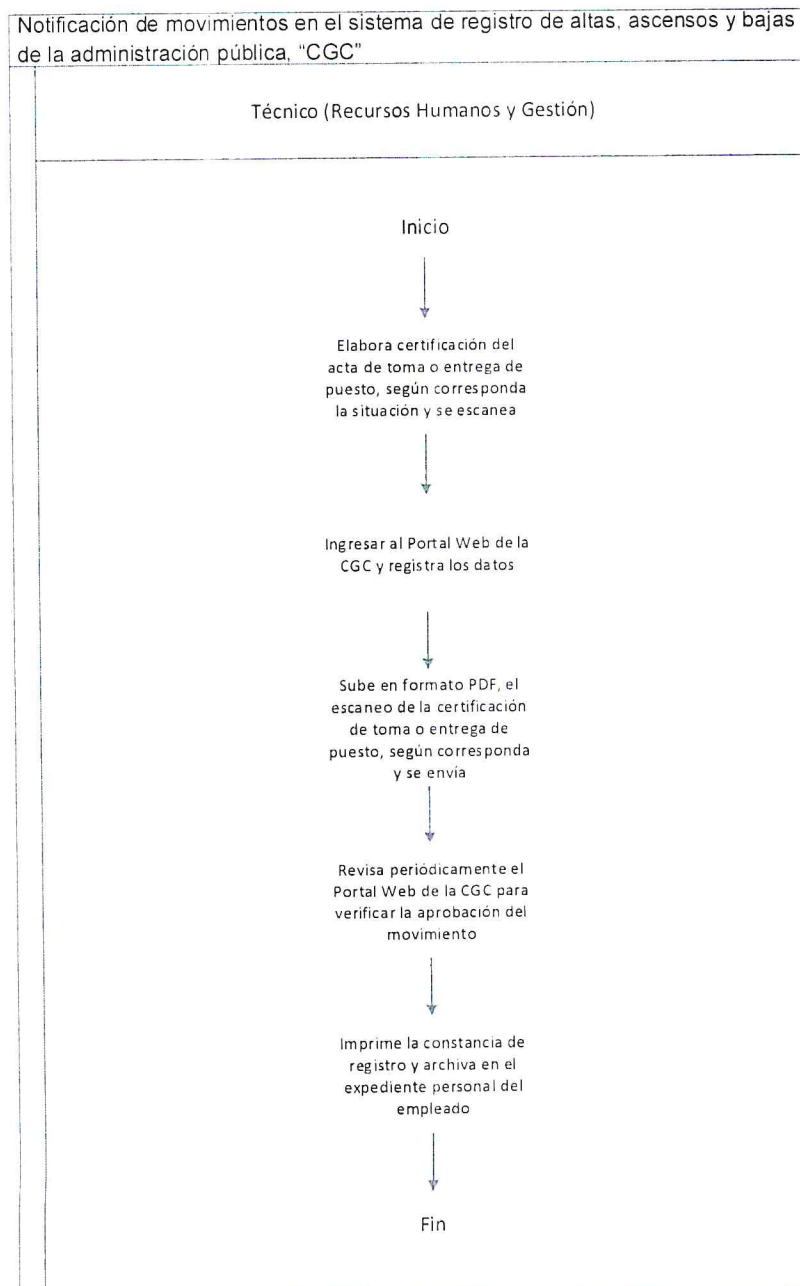 Notificación de movimientos en el sistema de registro de altas, ascensos y bajas
de la administración pública, “CGC”
Técnico (Recursos Humanos y Gestión)
Inicio
Elabora certificación del
acta de toma o entrega de
puesto, según corresponda
la situación y se escanea
Ingresar al Portal Web de la
CGC y registra los datos
Sube en formato PDF, el
escaneo de la certificación
de toma o entrega de
puesto, según corresponda
y se envía
Revisa periódicamente el
Portal Web de la CGC para
verificar la aprobación del
movimiento
Imprime la constancia de
registro y archiva en el
expediente personal del
empleado
Fin